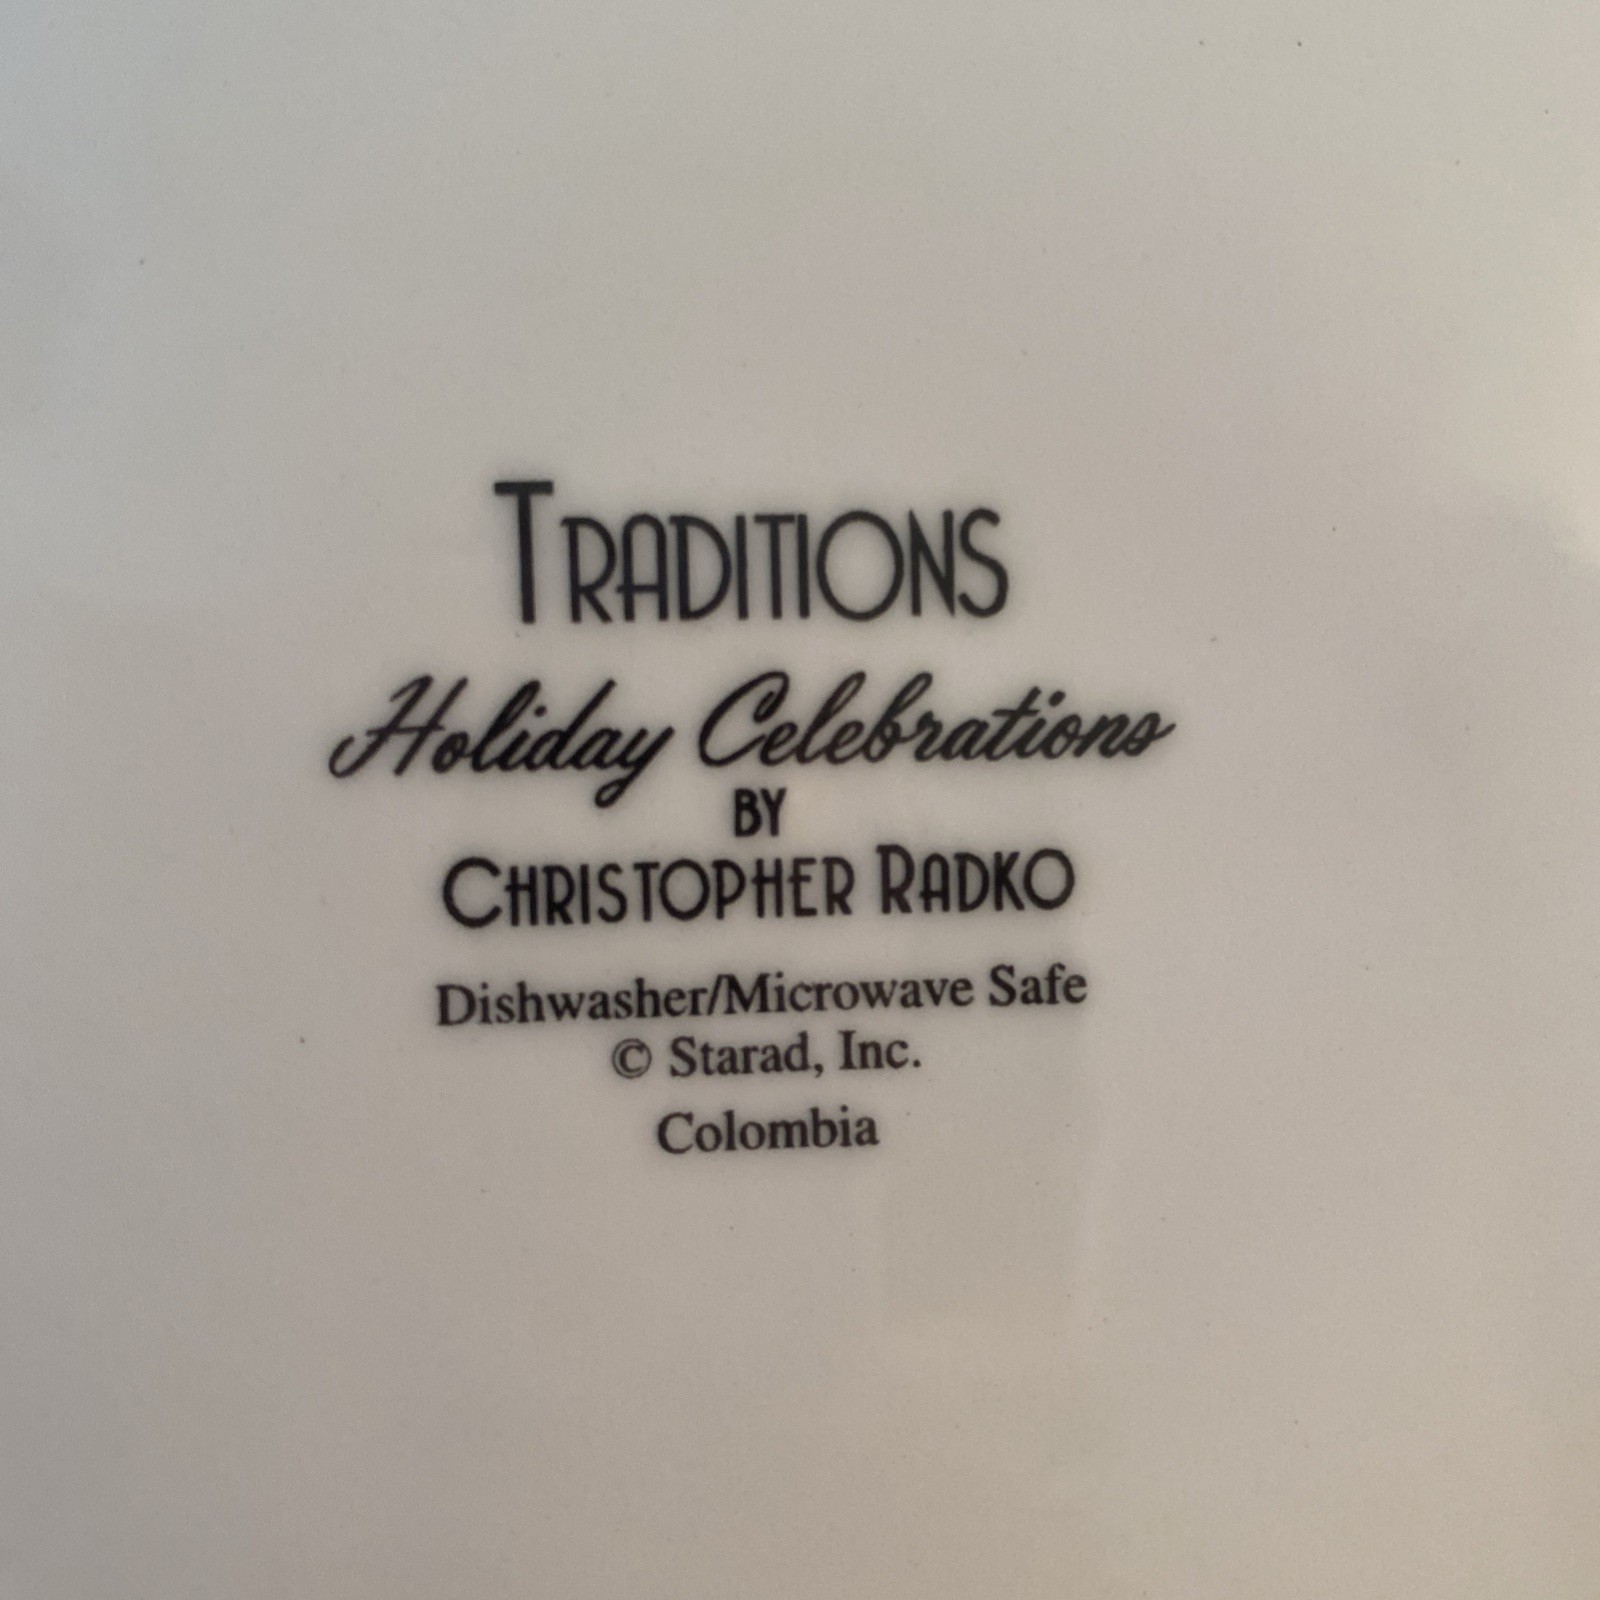 TRADITIONS
Holiday Celebrations
BY
CHRISTOPHER RADKO
Dishwasher/Microwave Safe
© Starad, Inc.
Colombia